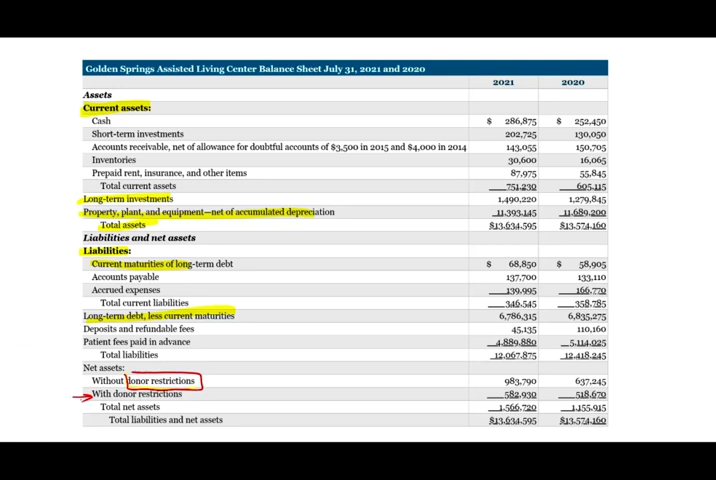 Golden Springs Assisted Living Center Balance Sheet July 31, 2021 and 2020
2021 2020
Assets
Current assets:
Cash $ 286,875 $ 252,450
Short-term investments 202,725 130,050
Accounts receivable, net of allowance for doubtful accounts of $3,500 in 2015 and $4,000 in 2014 143,055 150,705
Inventories 30,600 16,065
Prepaid rent, insurance, and other items 87,975 55,845
Total current assets 751,230 605,115
Long-term investments 1,490,220 1,279,845
Property, plant, and equipment—net of accumulated depreciation 11,393,145 11,689,200
Total assets $13,634,595 $13,574,160
Liabilities and net assets
Liabilities:
Current maturities of long-term debt $ 68,850 $ 58,905
Accounts payable 137,700 133,110
Accrued expenses 139,995 166,770
Total current liabilities 346,545 358,785
Long-term debt, less current maturities 6,786,315 6,835,275
Deposits and refundable fees 45,135 110,160
Patient fees paid in advance 4,889,880 5,114,025
Total liabilities 12,067,875 12,418,245
Net assets:
Without donor restrictions 983,790 637,245
With donor restrictions 582,930 518,670
Total net assets 1,566,720 1,155,915
Total liabilities and net assets $13,634,595 $13,574,160